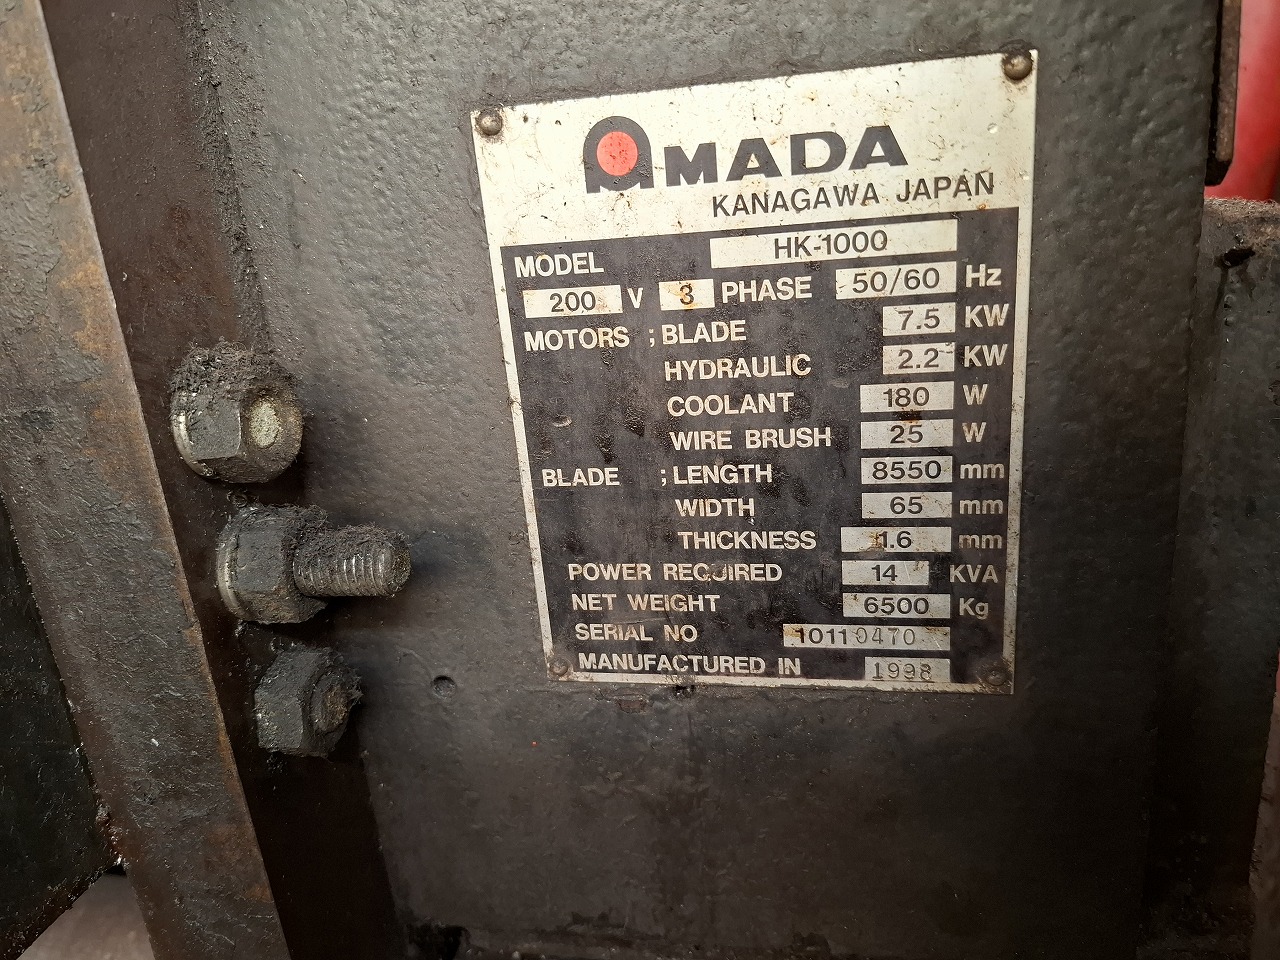 AMADA
KANAGAWA JAPAN
MODEL HK-1000
200 V 3 PHASE 50/60 Hz
MOTORS ; BLADE 7.5 KW
HYDRAULIC 2.2 KW
COOLANT 180 W
WIRE BRUSH 25 W
BLADE ; LENGTH 8550 mm
WIDTH 65 mm
THICKNESS 1.6 mm
POWER REQUIRED 14 KVA
NET WEIGHT 6500 Kg
SERIAL NO 10110470
MANUFACTURED IN 1998